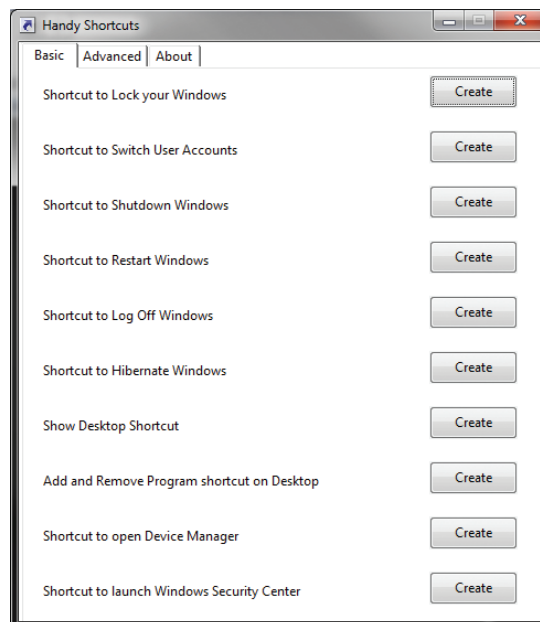 Handy Shortcuts
Basic Advanced About
Shortcut to Lock your Windows Create
Shortcut to Switch User Accounts Create
Shortcut to Shutdown Windows Create
Shortcut to Restart Windows Create
Shortcut to Log Off Windows Create
Shortcut to Hibernate Windows Create
Show Desktop Shortcut Create
Add and Remove Program shortcut on Desktop Create
Shortcut to open Device Manager Create
Shortcut to launch Windows Security Center Create